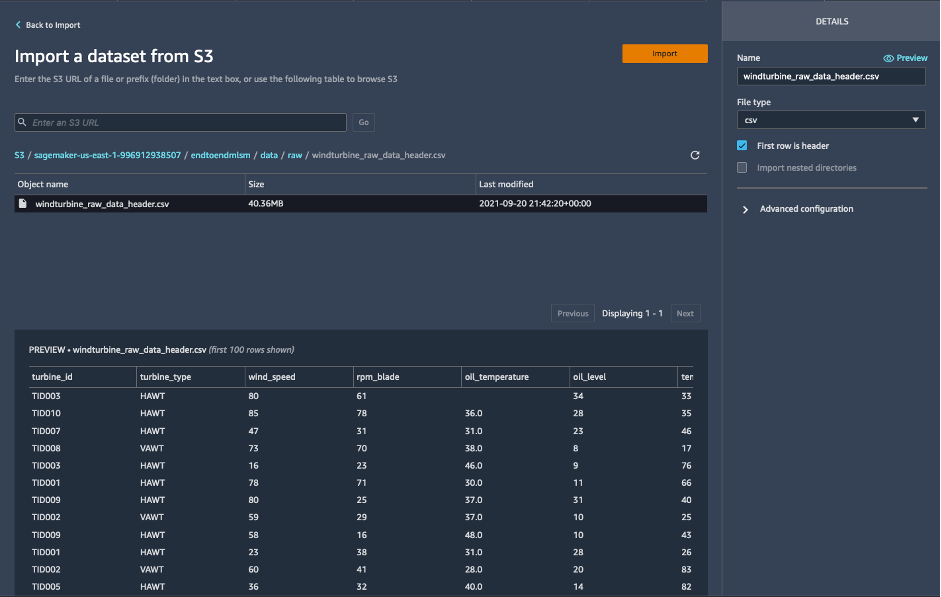 Back to Import
Import a dataset from S3
Import
Enter the S3 URL of a file or prefix (folder) in the text box, or use the following table to browse S3
Enter an S3 URL
Go
S3 / sagemaker-us-east-1-996912938507 / endtoendmlsm / data / raw / windturbine_raw_data_header.csv
Object name Size Last modified
windturbine_raw_data_header.csv 40.36MB 2021-09-20 21:42:20+00:00
Previous Displaying 1 - 1 Next
PREVIEW • windturbine_raw_data_header.csv (first 100 rows shown)
turbine_id turbine_type wind_speed rpm_blade oil_temperature oil_level ter
TID003 HAWT 80 61 34 33
TID010 HAWT 85 78 36.0 28 35
TID007 HAWT 47 31 31.0 23 46
TID008 VAWT 73 70 38.0 8 17
TID003 HAWT 16 23 46.0 9 76
TID001 HAWT 78 71 30.0 11 66
TID009 HAWT 80 25 37.0 31 40
TID002 VAWT 59 29 37.0 10 25
TID009 HAWT 58 16 48.0 10 43
TID001 HAWT 23 38 31.0 28 26
TID002 VAWT 60 41 28.0 20 83
TID005 HAWT 36 32 40.0 14 82
DETAILS
Name Preview
windturbine_raw_data_header.csv
File type
csv
First row is header
Import nested directories
Advanced configuration